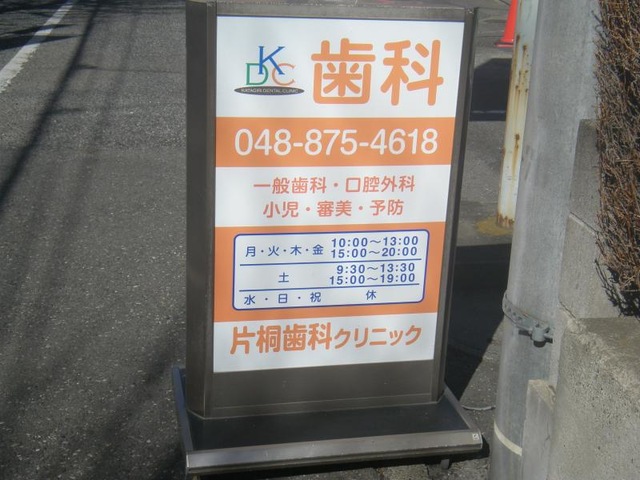 DKC
KATAGIRI DENTAL CLINIC
歯科
048-875-4618
一般歯科・口腔外科
小児・審美・予防
月・火・木・金 10:00～13:00
15:00～20:00
土 9:30～13:30
15:00～19:00
水・日・祝 休
片桐歯科クリニック